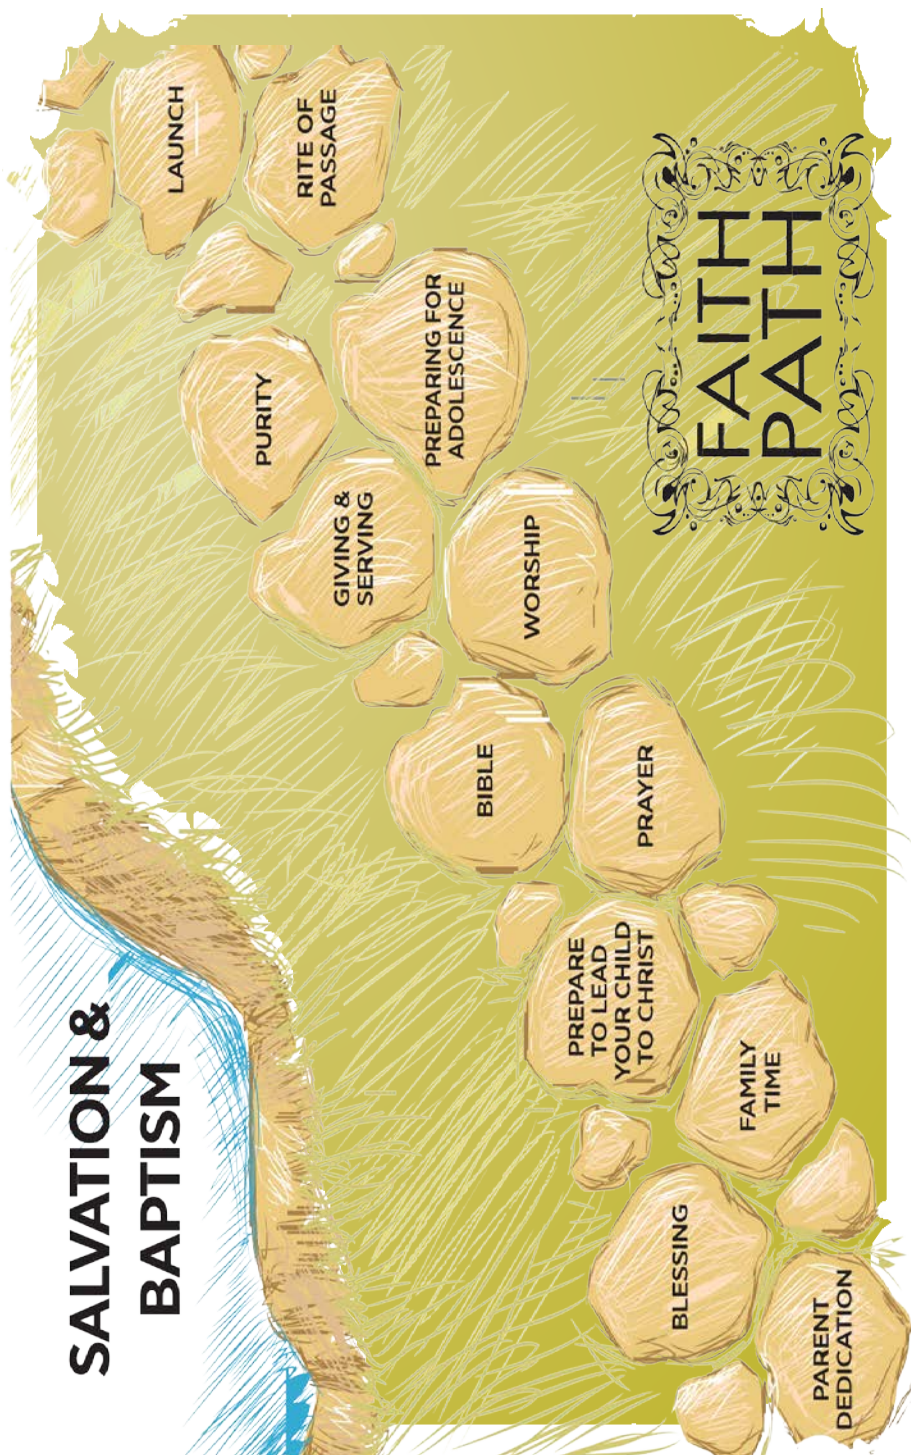 SALVATION &
BAPTISM
LAUNCH
RITE OF
PASSAGE
PURITY
PREPARING FOR
ADOLESCENCE
GIVING &
SERVING
WORSHIP
BIBLE
PRAYER
PREPARE
TO LEAD
YOUR CHILD
TO CHRIST
FAMILY
TIME
BLESSING
PARENT
DEDICATION
FAITH
PATH